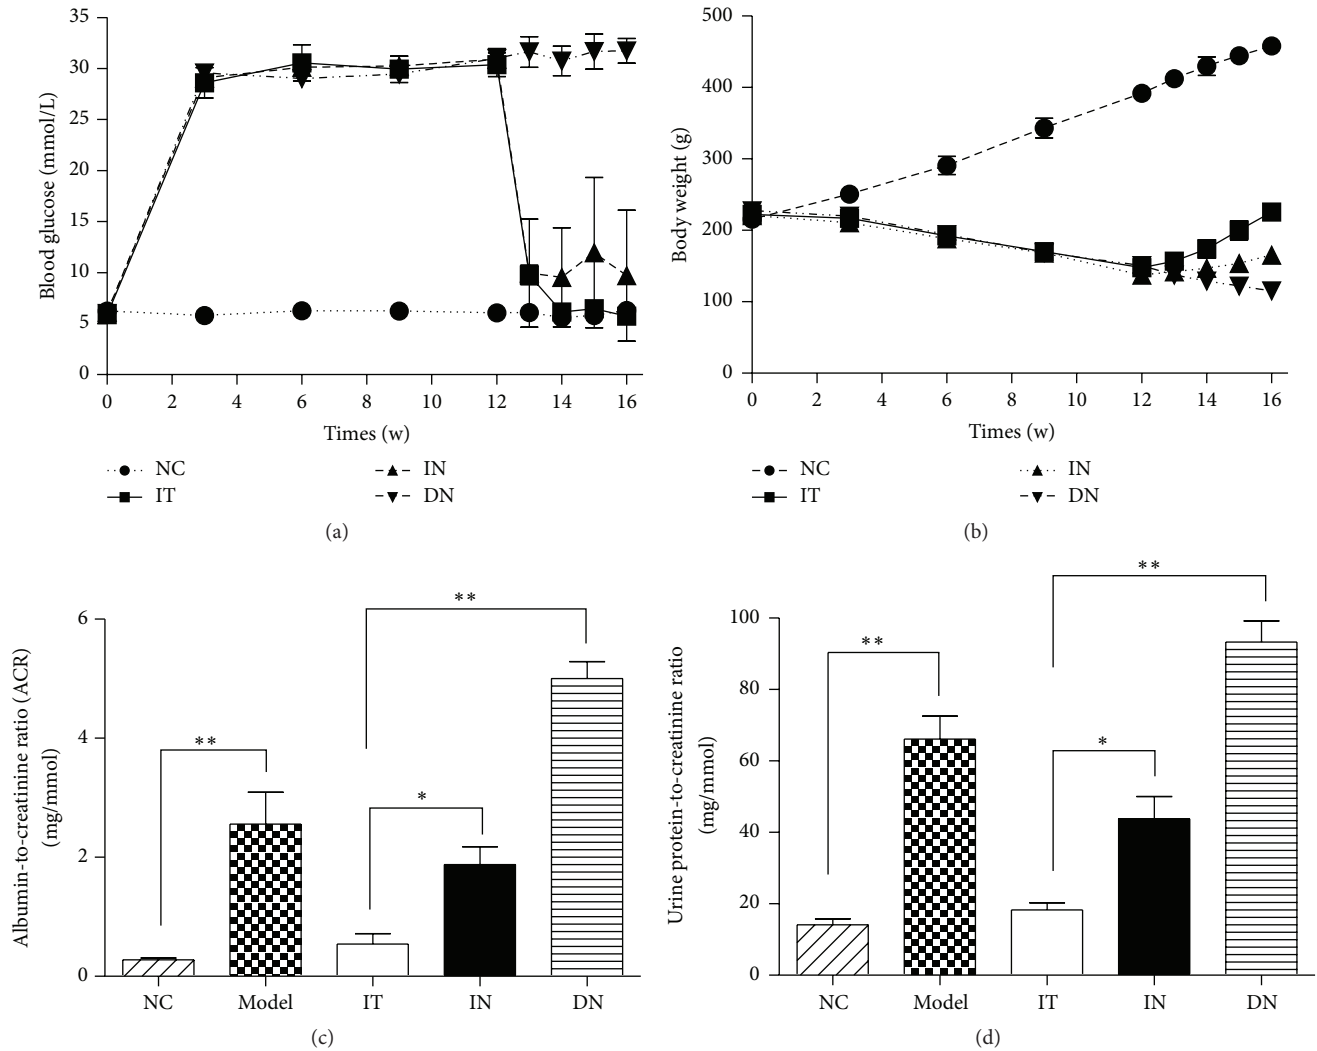 35
30
25
20
15
10
5
0
Blood glucose (mmol/L)
0 2 4 6 8 10 12 14 16
Times (w)
NC IN
IT DN
(a)
500
400
300
200
100
0
Body weight (g)
0 2 4 6 8 10 12 14 16
Times (w)
NC IN
IT DN
(b)
6
4
2
0
Albumin-to-creatinine ratio (ACR)
(mg/mmol)
**
**
*
NC Model IT IN DN
(c)
100
80
60
40
20
0
Urine protein-to-creatinine ratio
(mg/mmol)
**
**
*
NC Model IT IN DN
(d)